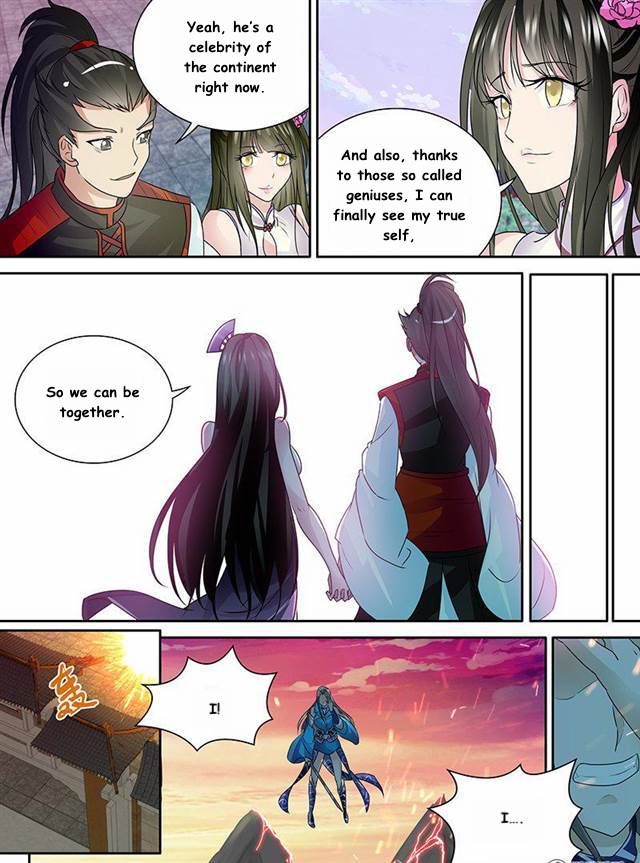 Yeah, he's a
celebrity of
the continent
right now.
And also, thanks
to those so called
geniuses, I can
finally see my true
self,
So we can be
together.
轰
I!
I....